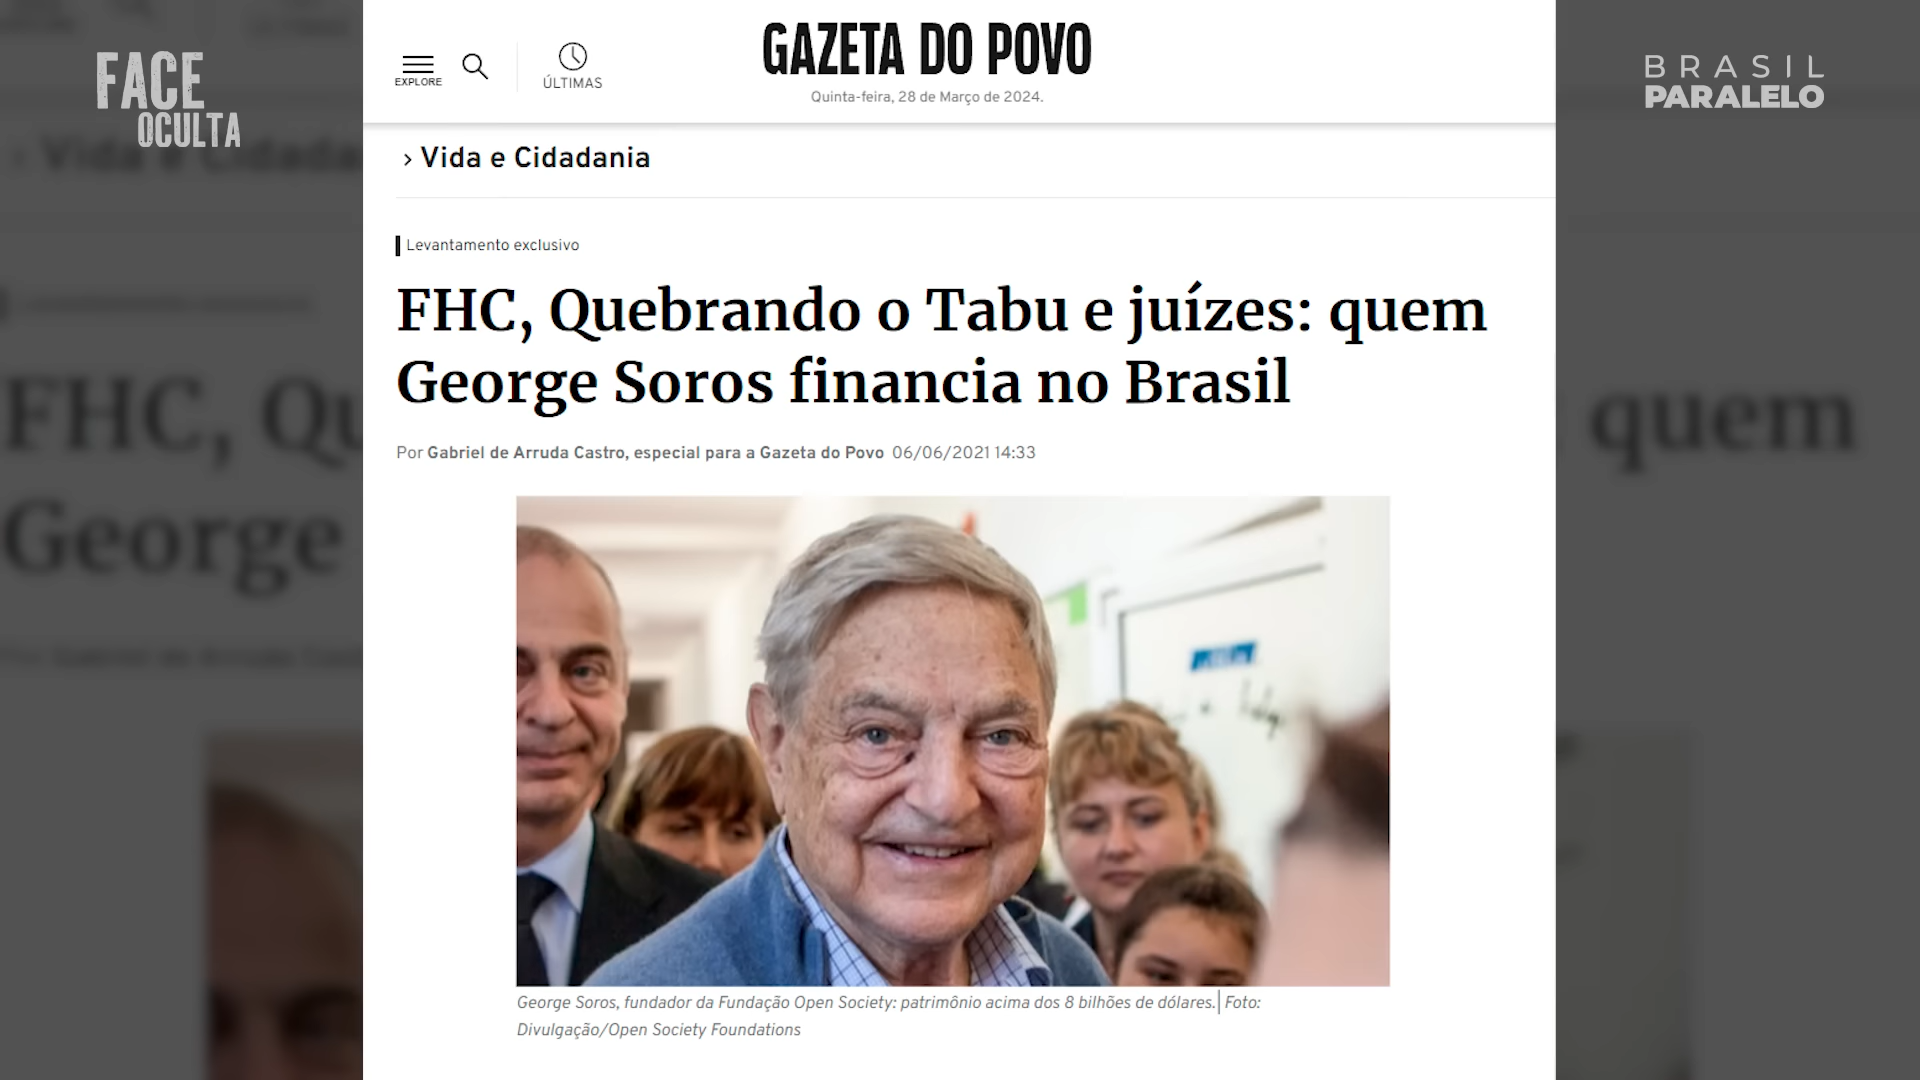 FACE
OCULTA
EXPLORE
ÚLTIMAS
GAZETA DO POVO
Quinta-feira, 28 de Março de 2024.
BRASIL
PARALELO
› Vida e Cidadania
Levantamento exclusivo
FHC, Quebrando o Tabu e juízes: quem
George Soros financia no Brasil
Por Gabriel de Arruda Castro, especial para a Gazeta do Povo 06/06/2021 14:33
George Soros, fundador da Fundação Open Society: patrimônio acima dos 8 bilhões de dólares.| Foto:
Divulgação/Open Society Foundations